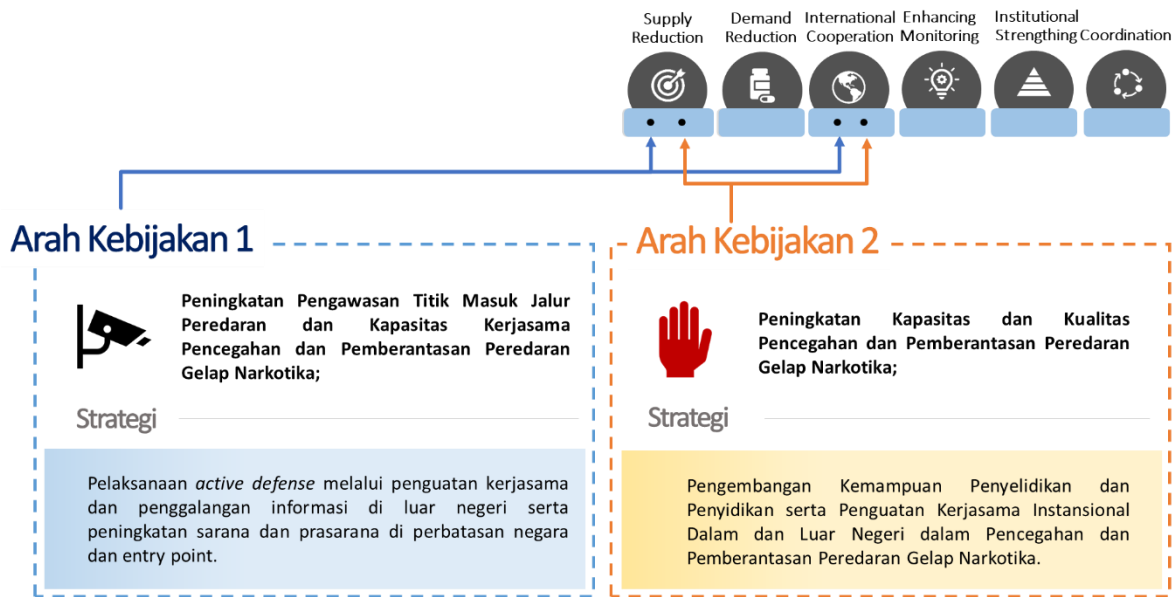 Supply
Reduction
Demand
Reduction
International
Cooperation
Enhancing
Monitoring
Institutional
Strengthing
Coordination
Arah Kebijakan 1
Peningkatan Pengawasan Titik Masuk Jalur
Peredaran dan Kapasitas Kerjasama
Pencegahan dan Pemberantasan Peredaran
Gelap Narkotika;
Strategi
Pelaksanaan active defense melalui penguatan kerjasama
dan penggalangan informasi di luar negeri serta
peningkatan sarana dan prasarana di perbatasan negara
dan entry point.
Arah Kebijakan 2
Peningkatan Kapasitas dan Kualitas
Pencegahan dan Pemberantasan Peredaran
Gelap Narkotika;
Strategi
Pengembangan Kemampuan Penyelidikan dan
Penyidikan serta Penguatan Kerjasama Instansional
Dalam dan Luar Negeri dalam Pencegahan dan
Pemberantasan Peredaran Gelap Narkotika.